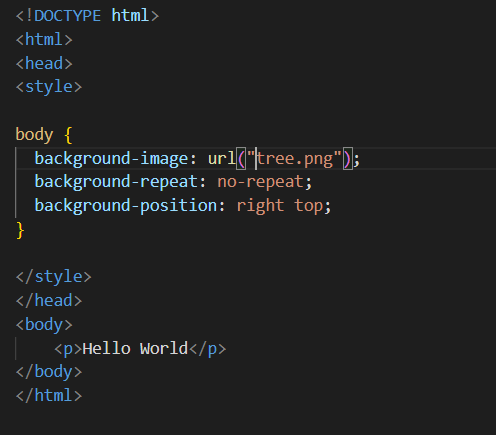 <!DOCTYPE html>
<html>
<head>
<style>
body {
background-image: url("tree.png");
background-repeat: no-repeat;
background-position: right top;
}
</style>
</head>
<body>
<p>Hello World</p>
</body>
</html>